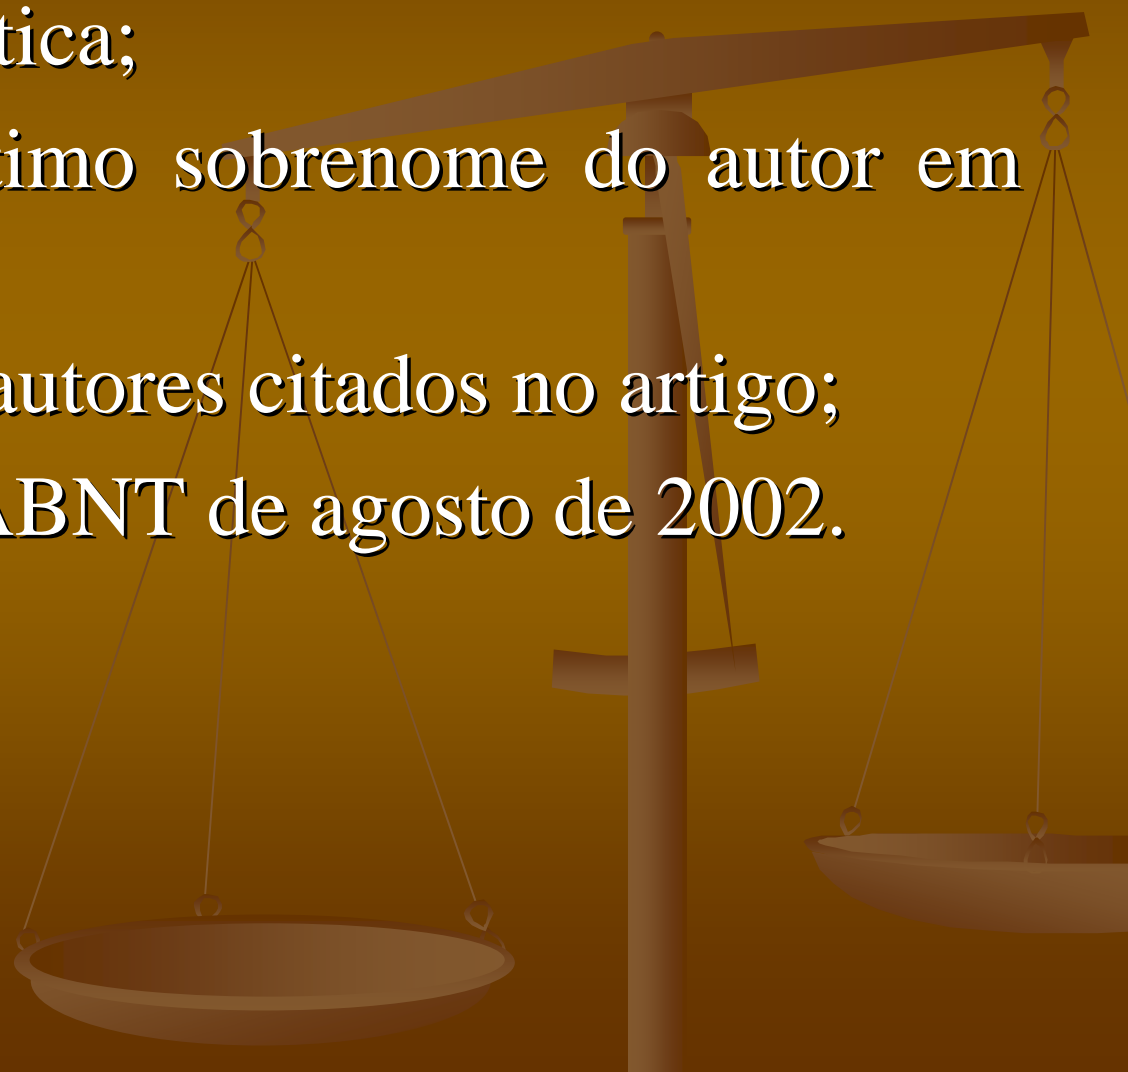 tica;
timo sobrenome do autor em
autores citados no artigo;
ABNT de agosto de 2002.